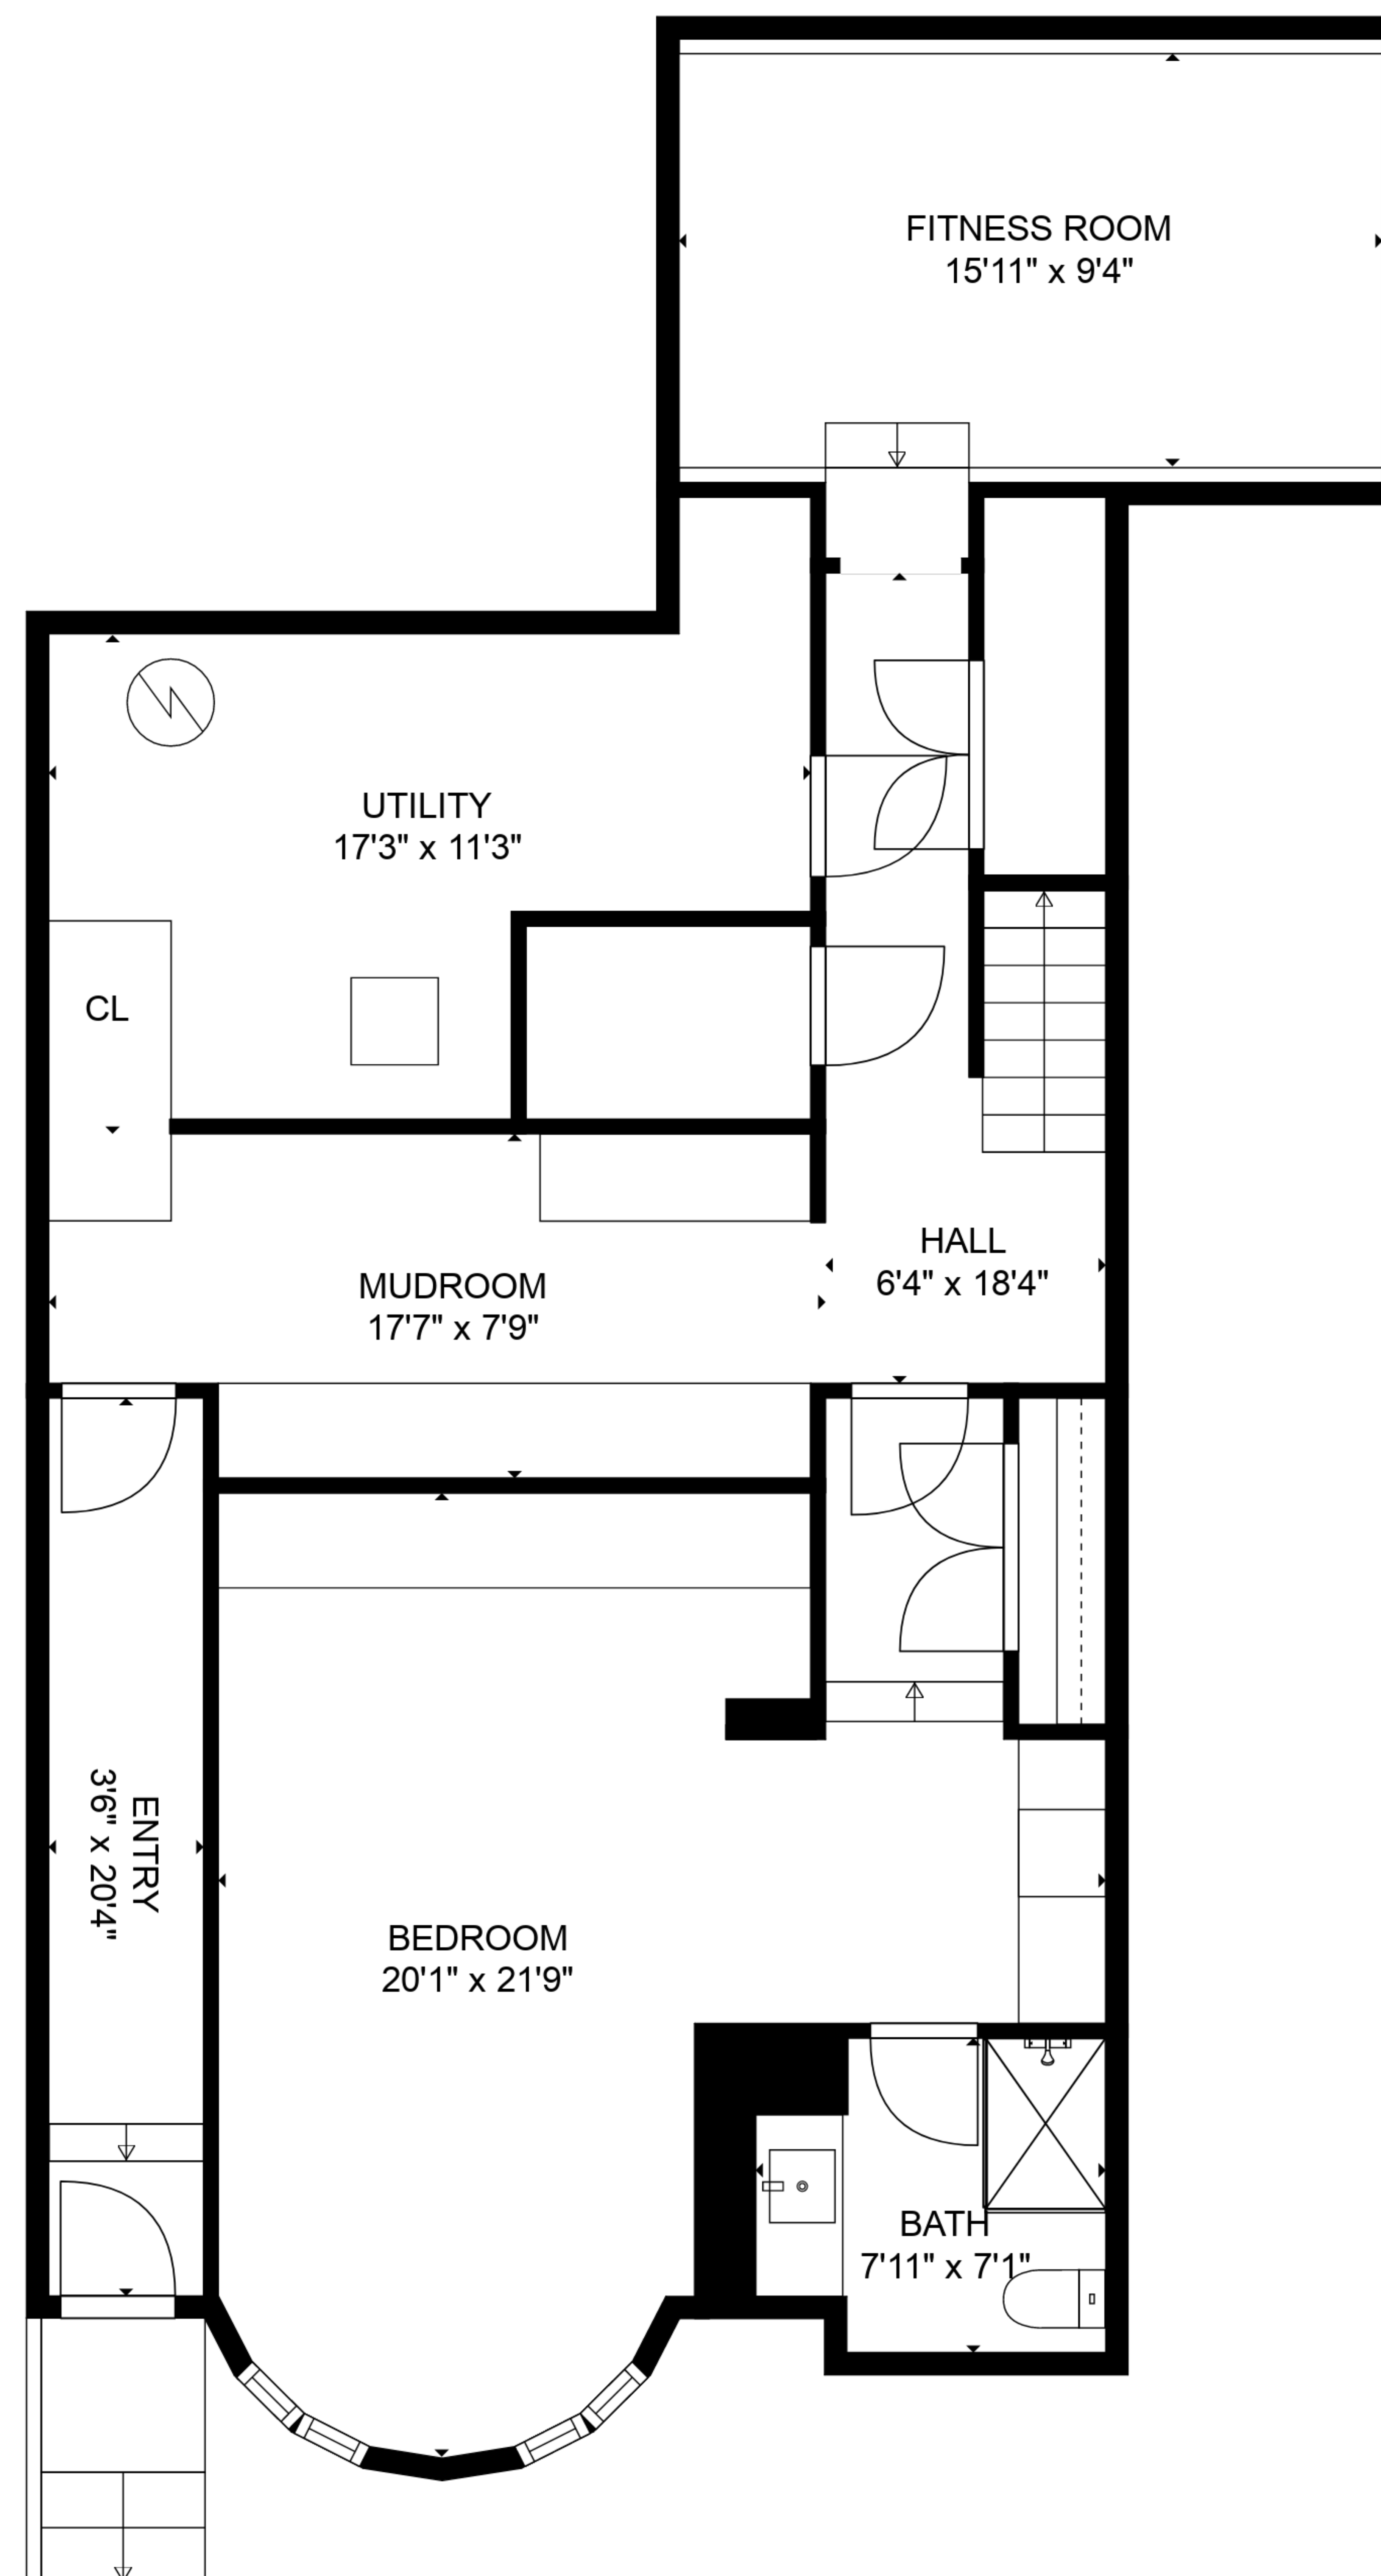 FITNESS ROOM
15'11" x 9'4"
UTILITY
17'3" x 11'3"
CL
HALL
6'4" x 18'4"
MUDROOM
17'7" x 7'9"
ENTRY
3'6" x 20'4"
BEDROOM
20'1" x 21'9"
BATH
7'11" x 7'1"